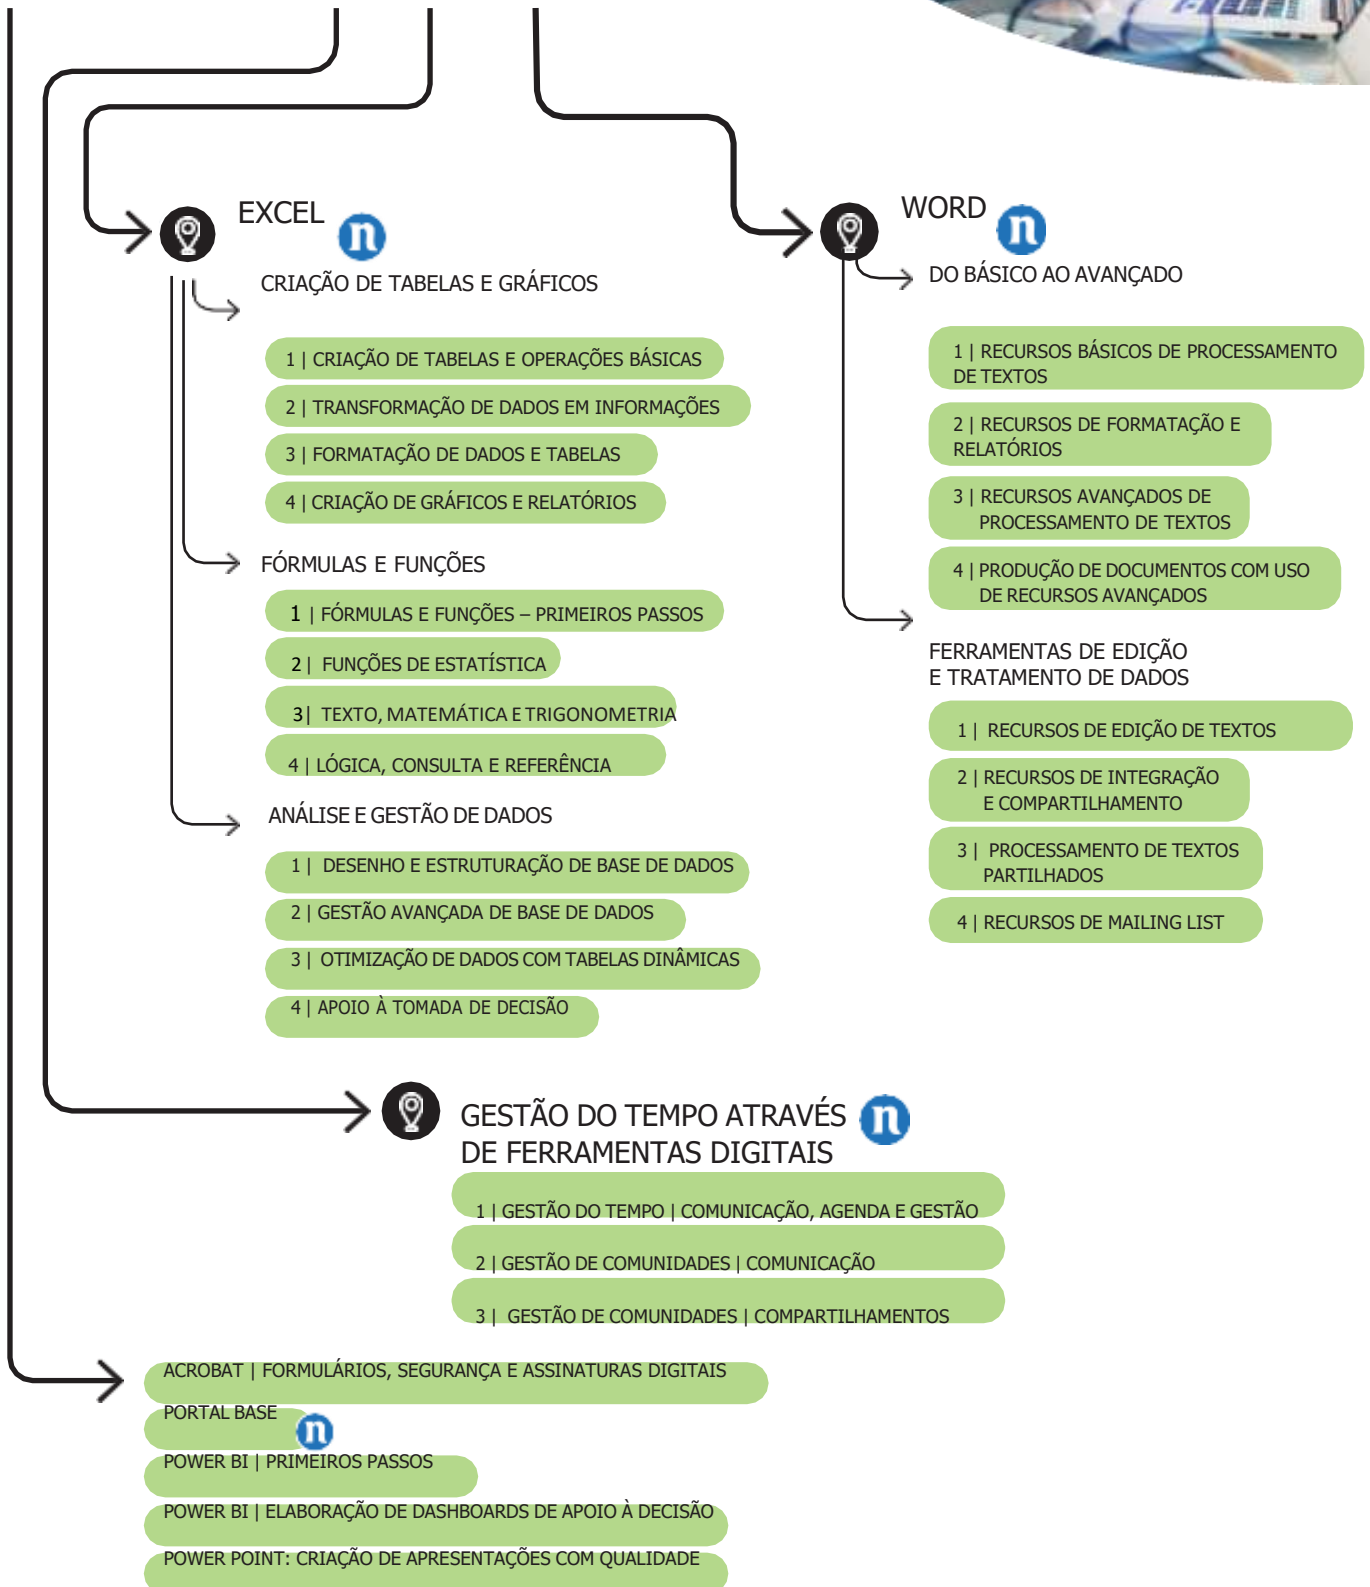 EXCEL
n
CRIAÇÃO DE TABELAS E GRÁFICOS
1 | CRIAÇÃO DE TABELAS E OPERAÇÕES BÁSICAS
2 | TRANSFORMAÇÃO DE DADOS EM INFORMAÇÕES
3 | FORMATAÇÃO DE DADOS E TABELAS
4 | CRIAÇÃO DE GRÁFICOS E RELATÓRIOS
FÓRMULAS E FUNÇÕES
1 | FÓRMULAS E FUNÇÕES – PRIMEIROS PASSOS
2 | FUNÇÕES DE ESTATÍSTICA
3 | TEXTO, MATEMÁTICA E TRIGONOMETRIA
4 | LÓGICA, CONSULTA E REFERÊNCIA
ANÁLISE E GESTÃO DE DADOS
1 | DESENHO E ESTRUTURAÇÃO DE BASE DE DADOS
2 | GESTÃO AVANÇADA DE BASE DE DADOS
3 | OTIMIZAÇÃO DE DADOS COM TABELAS DINÂMICAS
4 | APOIO À TOMADA DE DECISÃO
WORD
n
DO BÁSICO AO AVANÇADO
1 | RECURSOS BÁSICOS DE PROCESSAMENTO
DE TEXTOS
2 | RECURSOS DE FORMATAÇÃO E
RELATÓRIOS
3 | RECURSOS AVANÇADOS DE
PROCESSAMENTO DE TEXTOS
4 | PRODUÇÃO DE DOCUMENTOS COM USO
DE RECURSOS AVANÇADOS
FERRAMENTAS DE EDIÇÃO
E TRATAMENTO DE DADOS
1 | RECURSOS DE EDIÇÃO DE TEXTOS
2 | RECURSOS DE INTEGRAÇÃO
E COMPARTILHAMENTO
3 | PROCESSAMENTO DE TEXTOS
PARTILHADOS
4 | RECURSOS DE MAILING LIST
GESTÃO DO TEMPO ATRAVÉS
n
DE FERRAMENTAS DIGITAIS
1 | GESTÃO DO TEMPO | COMUNICAÇÃO, AGENDA E GESTÃO
2 | GESTÃO DE COMUNIDADES | COMUNICAÇÃO
3 | GESTÃO DE COMUNIDADES | COMPARTILHAMENTOS
ACROBAT | FORMULÁRIOS, SEGURANÇA E ASSINATURAS DIGITAIS
PORTAL BASE
n
POWER BI | PRIMEIROS PASSOS
POWER BI | ELABORAÇÃO DE DASHBOARDS DE APOIO À DECISÃO
POWER POINT: CRIAÇÃO DE APRESENTAÇÕES COM QUALIDADE